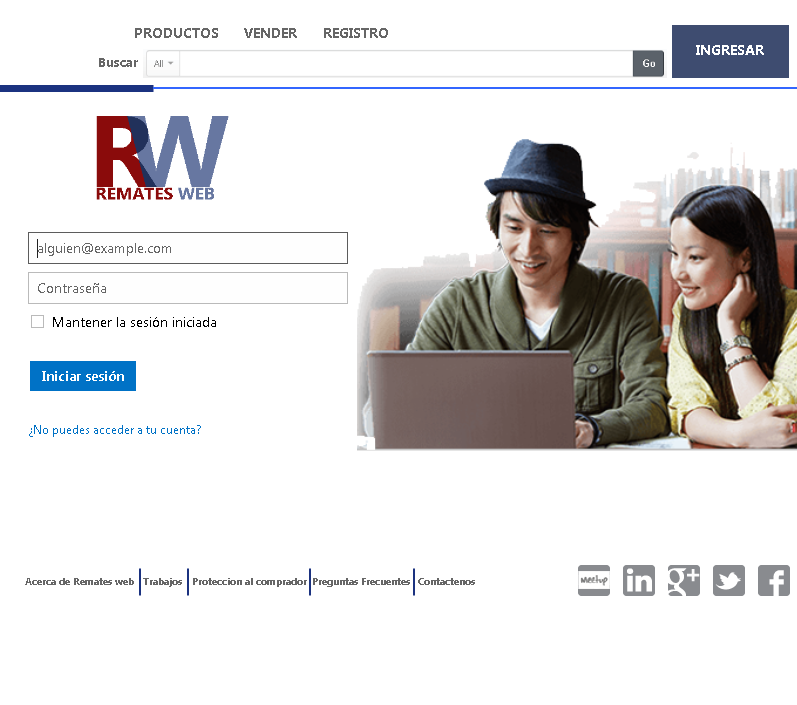 PRODUCTOS VENDER REGISTRO
INGRESAR
Buscar All Go
RW
REMATES WEB
alguien@example.com
Contraseña
Mantener la sesión iniciada
Iniciar sesión
¿No puedes acceder a tu cuenta?
Acerca de Remates web Trabajos Proteccion al comprador Preguntas Frecuentes Contactenos
Meetup in g+ f